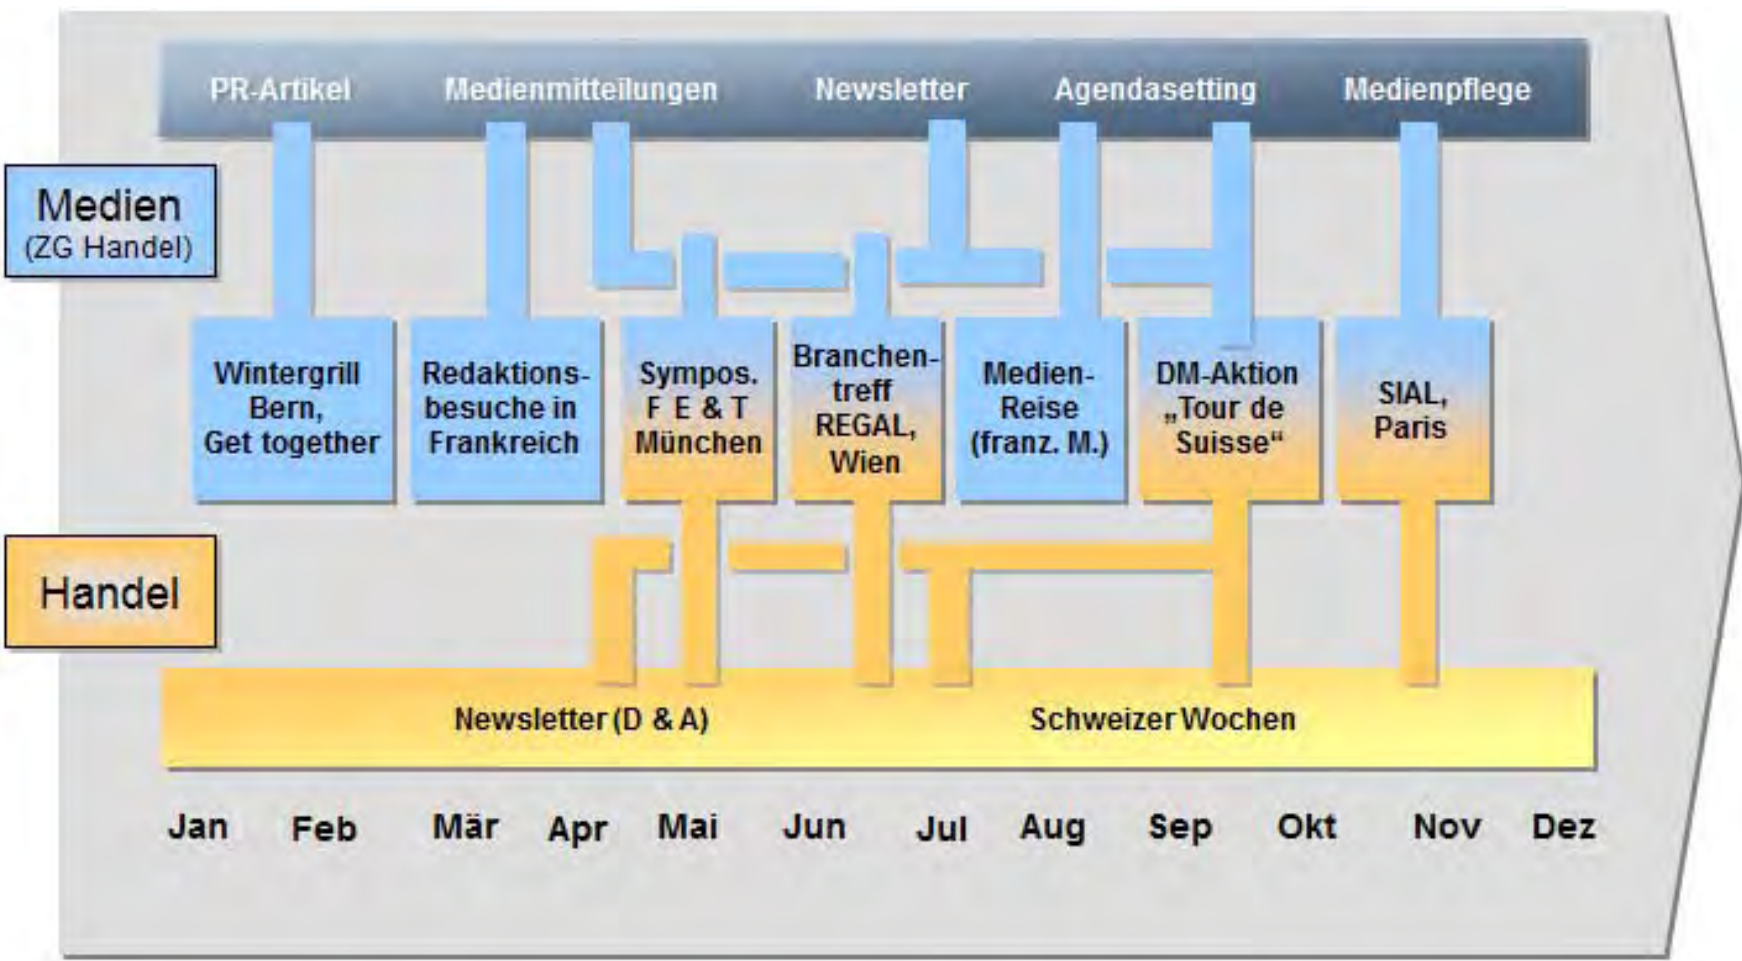 PR-Artikel Medienmitteilungen Newsletter Agendasetting Medienpflege
Medien
(ZG Handel)
Wintergrill
Bern,
Get together
Redaktions-
besuche in
Frankreich
Sympos.
F E & T
München
Branchen-
treff
REGAL,
Wien
Medien-
Reise
(franz. M.)
DM-Aktion
„Tour de
Suisse“
SIAL,
Paris
Handel
Newsletter (D & A) Schweizer Wochen
Jan Feb Mär Apr Mai Jun Jul Aug Sep Okt Nov Dez